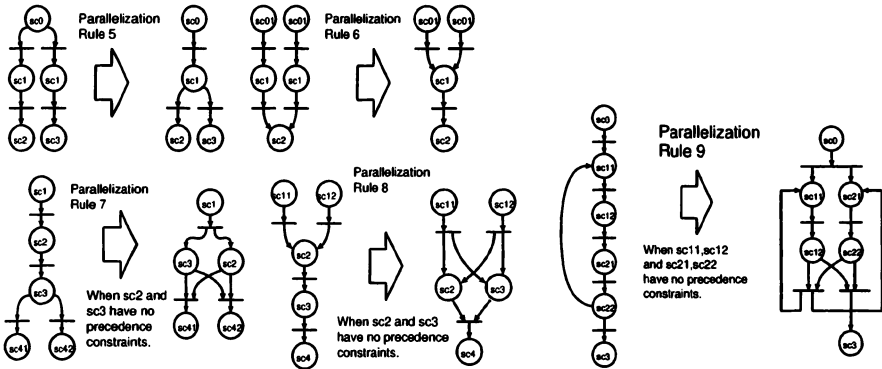 Parallelization
Rule 5
sc0
sc1
sc1
sc2
sc3
sc0
sc1
sc2
sc3
Parallelization
Rule 6
sc01
sc01
sc1
sc1
sc2
sc01
sc01
sc1
sc2
Parallelization
Rule 7
sc1
sc2
sc3
sc41
sc42
When sc2 and
sc3 have no
precedence
constraints.
sc1
sc3
sc2
sc41
sc42
Parallelization
Rule 8
sc11
sc12
sc2
sc3
sc4
When sc2 and sc3
have no precedence
constraints.
sc11
sc12
sc2
sc3
sc4
Parallelization
Rule 9
sc0
sc11
sc12
sc21
sc22
sc3
When sc11,sc12
and sc21,sc22
have no precedence
constraints.
sc0
sc11
sc21
sc12
sc22
sc3